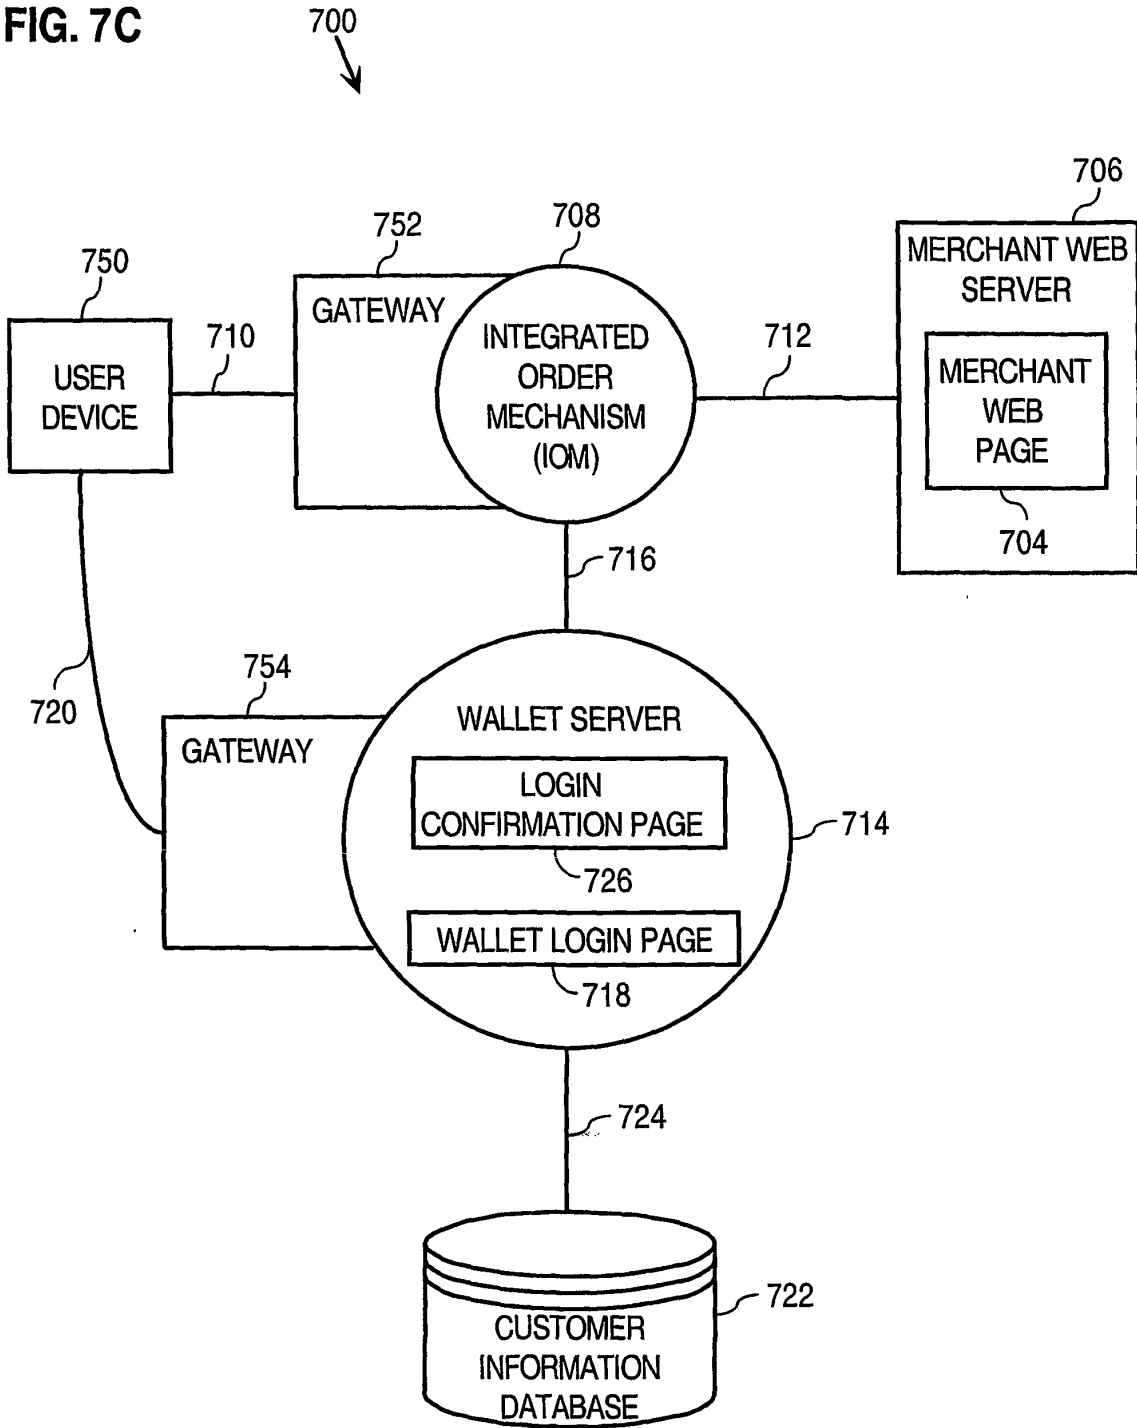 FIG. 7C
700
706
MERCHANT WEB
SERVER
MERCHANT
WEB
PAGE
704
708
752
GATEWAY
INTEGRATED
ORDER
MECHANISM
(IOM)
712
750
USER
DEVICE
710
716
720
754
GATEWAY
WALLET SERVER
LOGIN
CONFIRMATION PAGE
726
714
WALLET LOGIN PAGE
718
724
722
CUSTOMER
INFORMATION
DATABASE